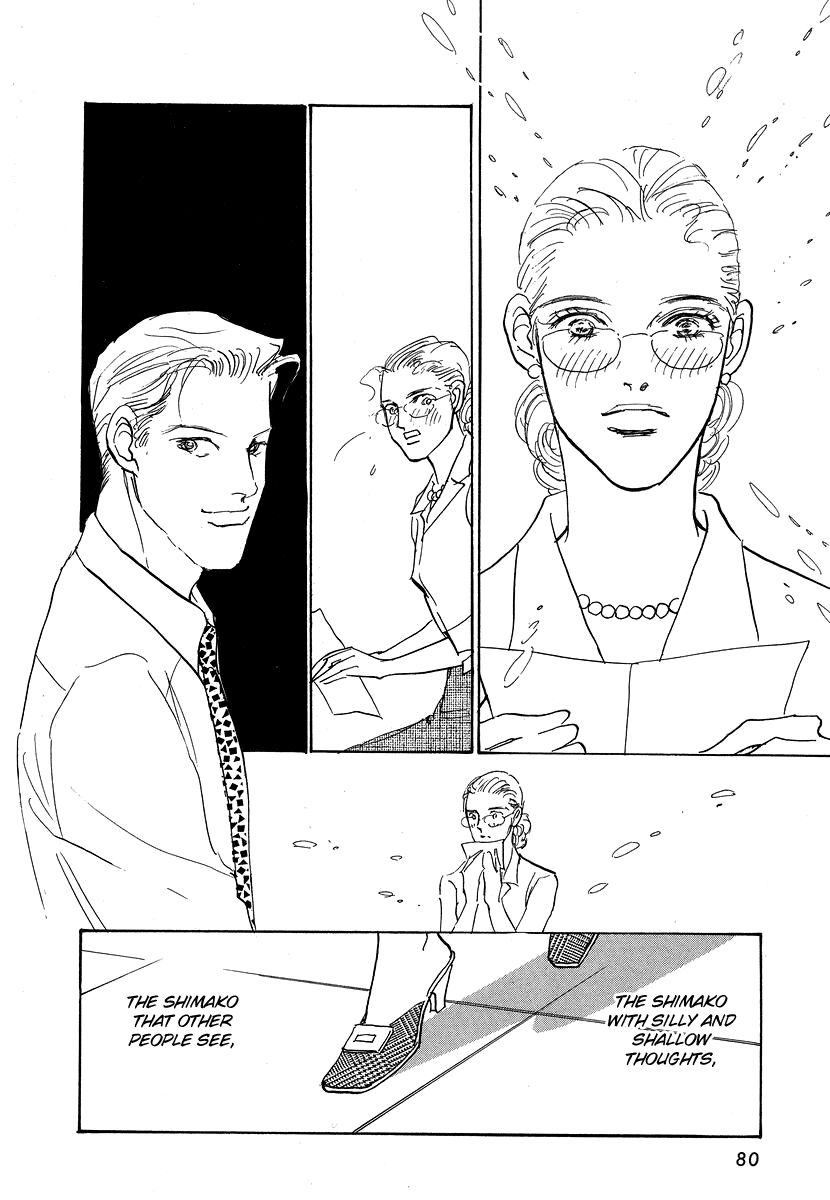 THE SHIMAKO
WITH SILLY AND
SHALLOW
THOUGHTS,
THE SHIMAKO
THAT OTHER
PEOPLE SEE,
80